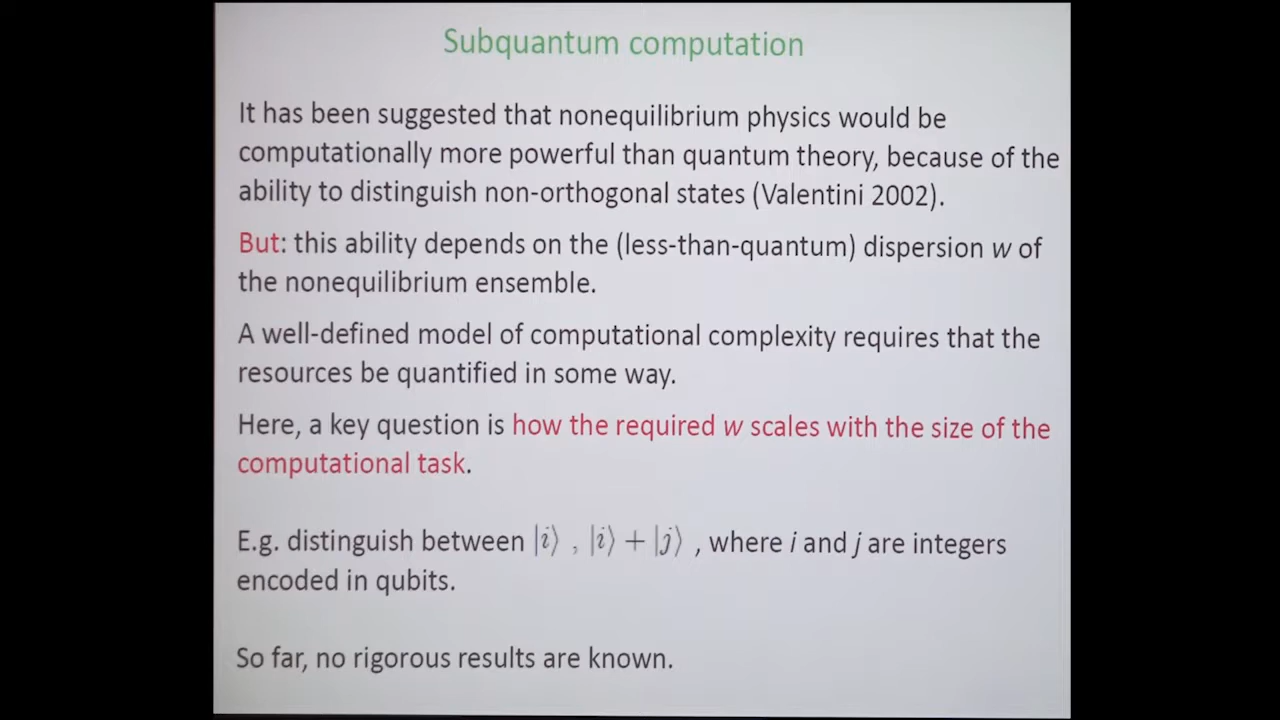 Subquantum computation
It has been suggested that nonequilibrium physics would be
computationally more powerful than quantum theory, because of the
ability to distinguish non-orthogonal states (Valentini 2002).
But: this ability depends on the (less-than-quantum) dispersion w of
the nonequilibrium ensemble.
A well-defined model of computational complexity requires that the
resources be quantified in some way.
Here, a key question is how the required w scales with the size of the
computational task.
E.g. distinguish between |i⟩ , |i⟩ + |j⟩ , where i and j are integers
encoded in qubits.
So far, no rigorous results are known.